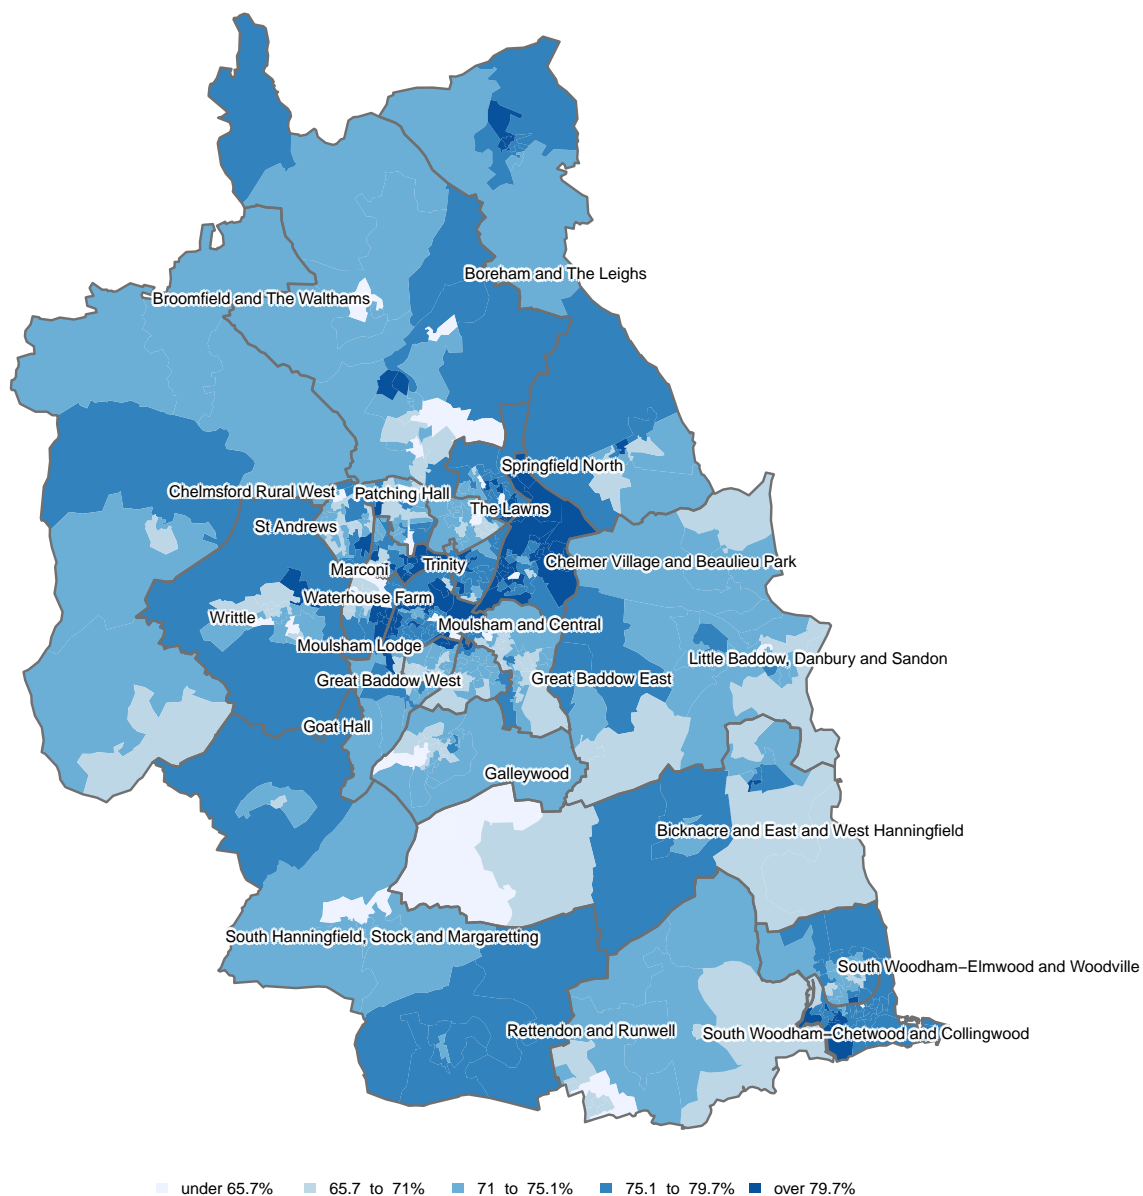 Boreham and The Leighs
Broomfield and The Walthams
Springfield North
Chelmsford Rural West
Patching Hall
The Lawns
St Andrews
Chelmer Village and Beaulieu Park
Trinity
Marconi
Waterhouse Farm
Writtle
Moulsham and Central
Moulsham Lodge
Little Baddow, Danbury and Sandon
Great Baddow West
Great Baddow East
Goat Hall
Galleywood
Bicknacre and East and West Hanningfield
South Hanningfield, Stock and Margaretting
South Woodham−Elmwood and Woodville
Rettendon and Runwell
South Woodham−Chetwood and Collingwood
under 65.7% 65.7 to 71% 71 to 75.1% 75.1 to 79.7% over 79.7%